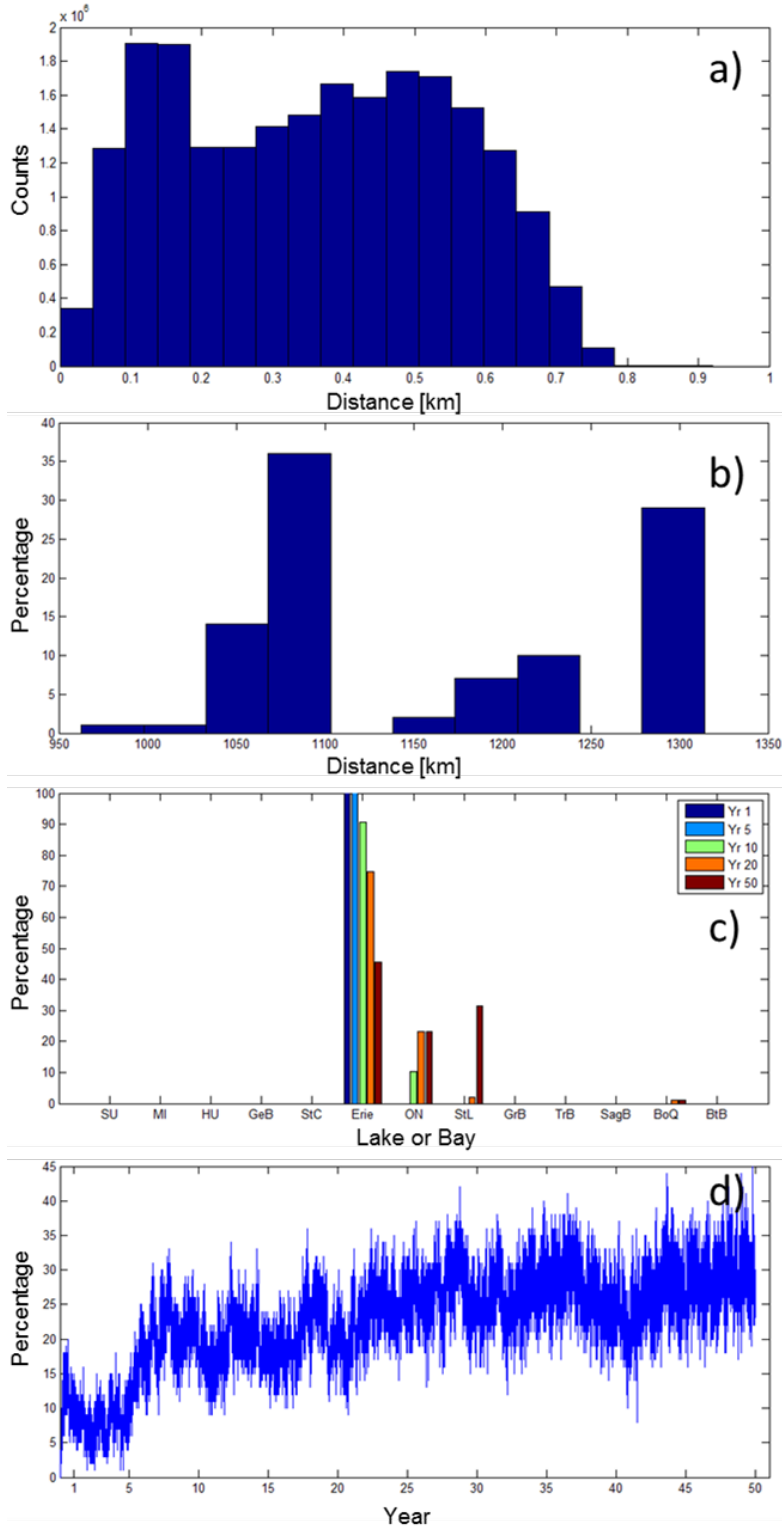 × 10⁶
2
1.8
1.6
1.4
1.2
1
0.8
0.6
0.4
0.2
0
Counts
a)
0 0.1 0.2 0.3 0.4 0.5 0.6 0.7 0.8 0.9 1
Distance [km]
40
35
30
25
20
15
10
5
0
Percentage
b)
950 1000 1050 1100 1150 1200 1250 1300 1350
Distance [km]
100
90
80
70
60
50
40
30
20
10
0
Percentage
Yr 1
Yr 5
Yr 10
Yr 20
Yr 50
c)
SU MI HU GeB StC Erie ON StL GrB TrB SagB BoQ BtB
Lake or Bay
45
40
35
30
25
20
15
10
5
0
Percentage
d)
1 5 10 15 20 25 30 35 40 45 50
Year